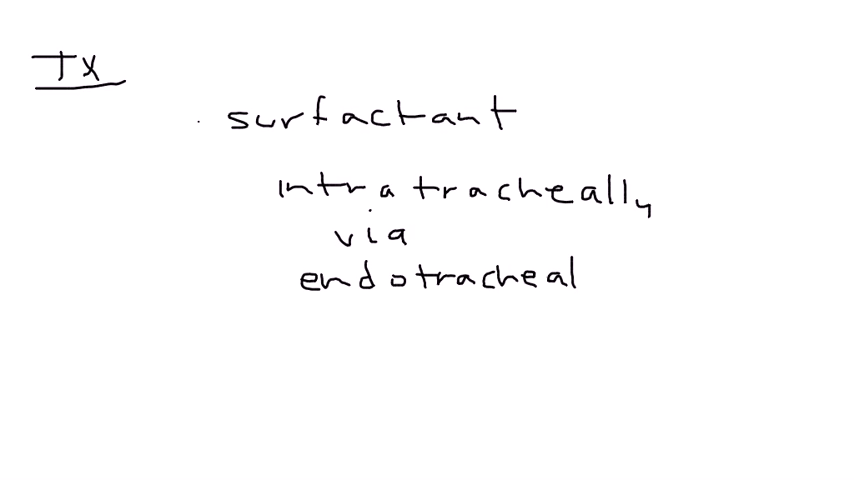 Tx
surfactant
intratracheally
via
endotracheal